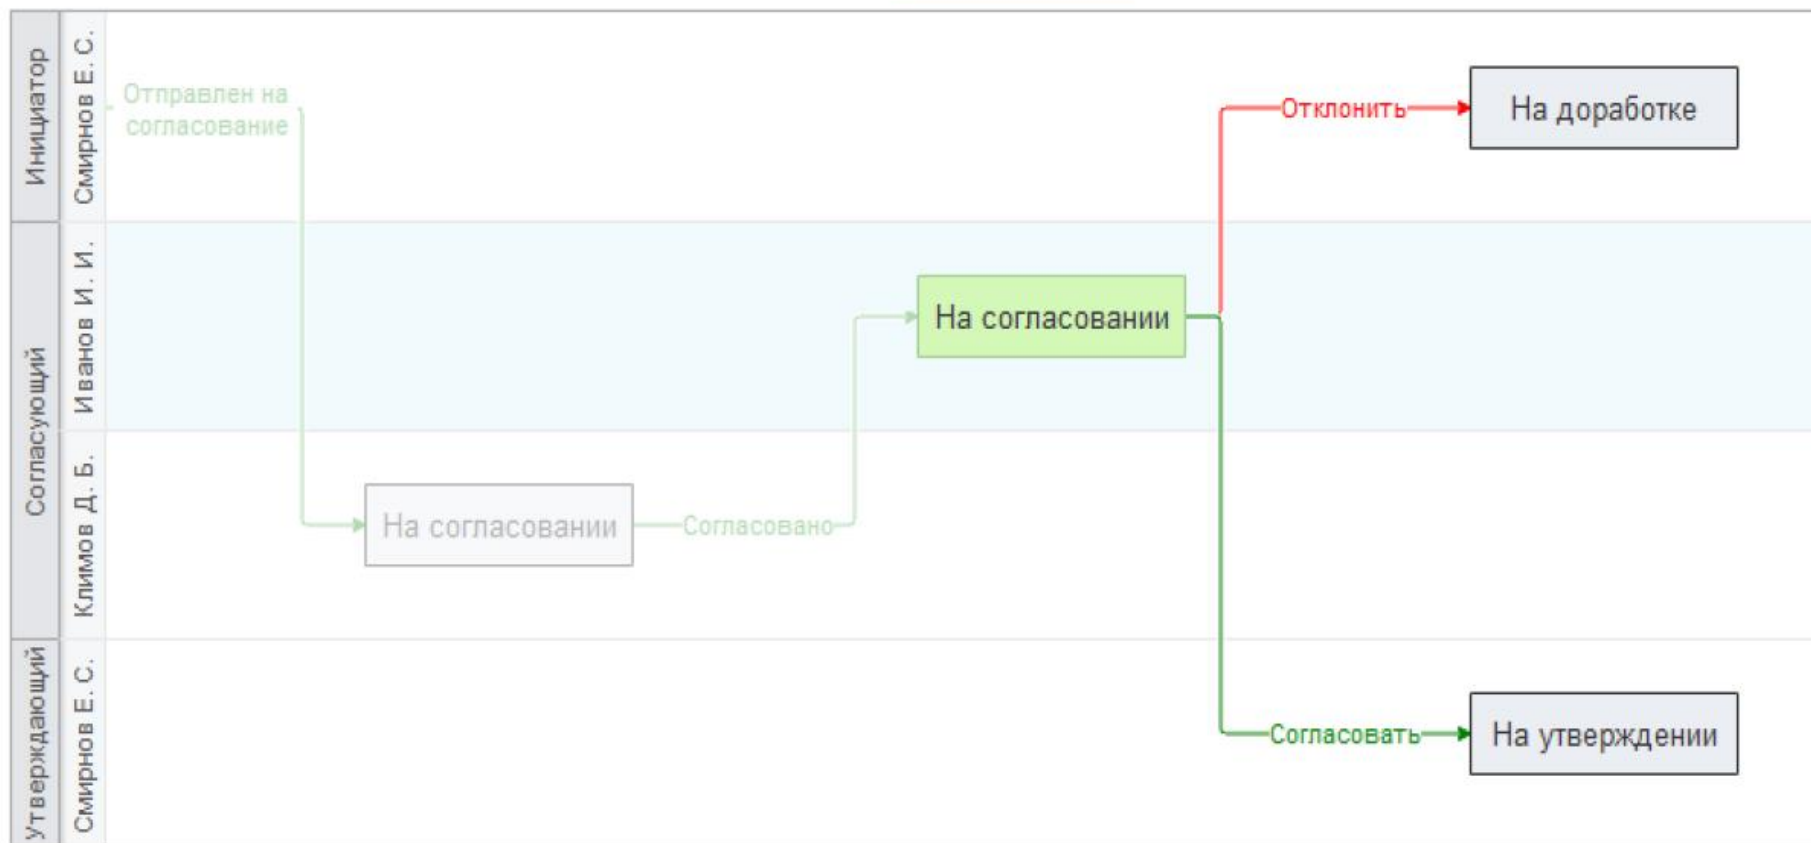 Инициатор
Смирнов Е. С.
Отправлен на
согласование
Отклонить
На доработке
Согласующий
Иванов И. И.
На согласовании
Климов Д. Б.
На согласовании
Согласовано
Утверждающий
Смирнов Е. С.
Согласовать
На утверждении